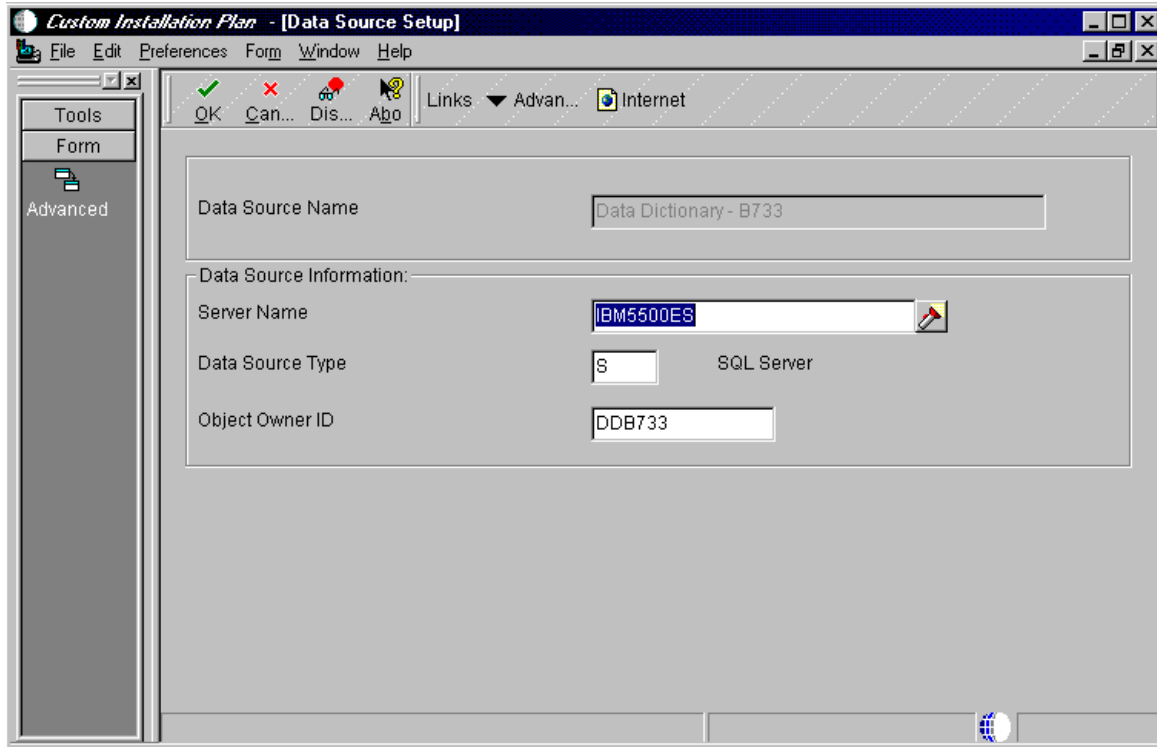 Custom Installation Plan - [Data Source Setup]
File Edit Preferences Form Window Help
Tools
Form
Advanced
OK Can... Dis... Abo Links Advan... Internet
Data Source Name Data Dictionary - B733
Data Source Information:
Server Name IBM5500ES
Data Source Type S SQL Server
Object Owner ID DDB733